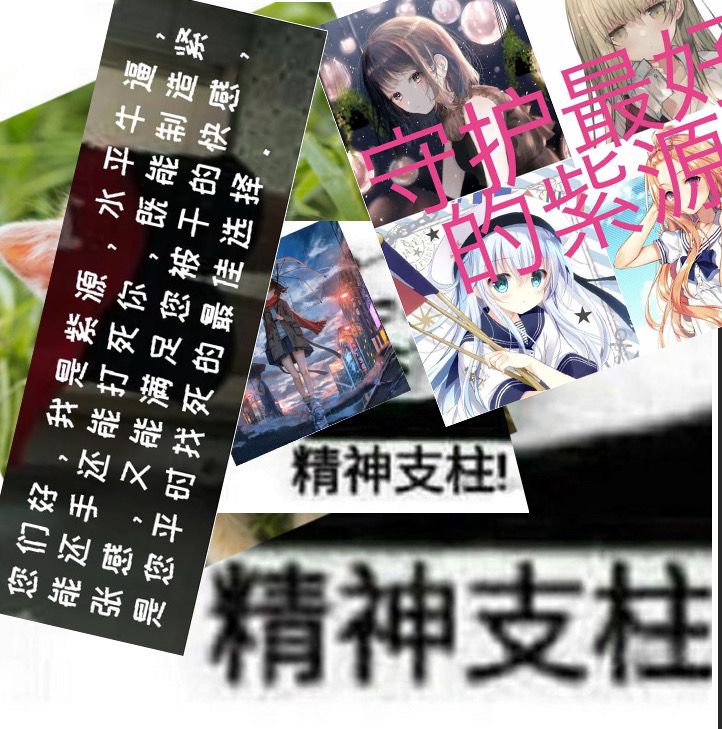 您们好，我是紫源，水平牛逼，
能还手还能打死你，既能制造紧
张感，又能满足您被干的快感，
是您平时找死的最佳选择.
守护最好
的紫源
精神支柱!
精神支柱